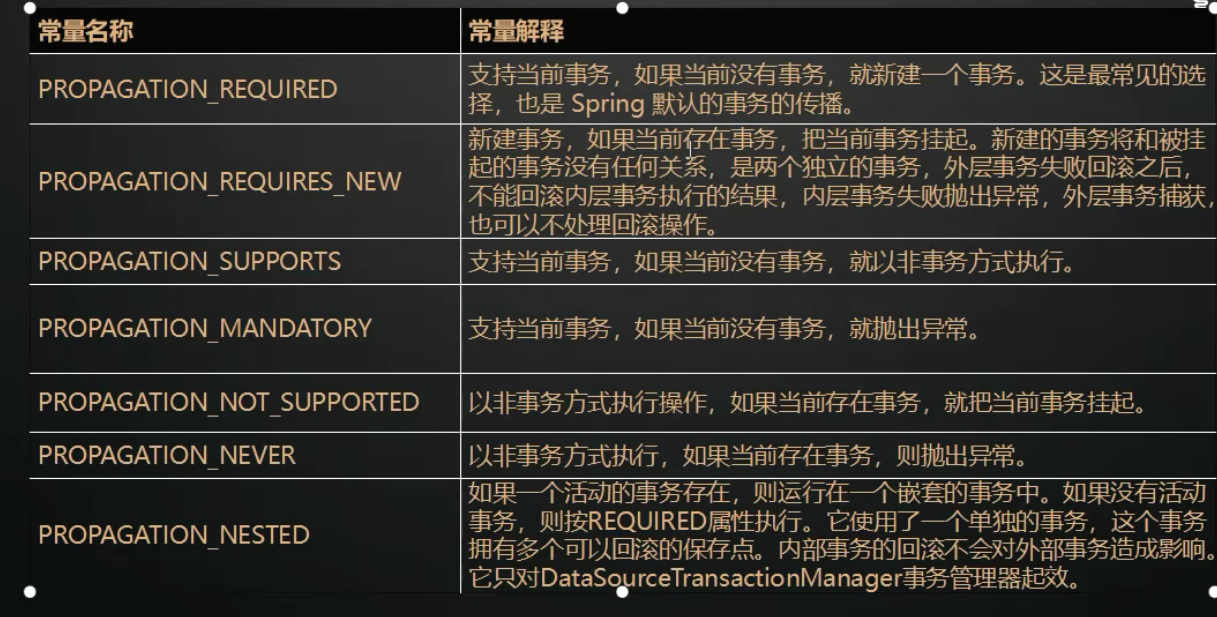 常量名称
常量解释
PROPAGATION_REQUIRED
支持当前事务，如果当前没有事务，就新建一个事务。这是最常见的选
择，也是 Spring 默认的事务的传播。
PROPAGATION_REQUIRES_NEW
新建事务，如果当前存在事务，把当前事务挂起。新建的事务将和被挂
起的事务没有任何关系，是两个独立的事务，外层事务失败回滚之后，
不能回滚内层事务执行的结果，内层事务失败抛出异常，外层事务捕获，
也可以不处理回滚操作。
PROPAGATION_SUPPORTS
支持当前事务，如果当前没有事务，就以非事务方式执行。
PROPAGATION_MANDATORY
支持当前事务，如果当前没有事务，就抛出异常。
PROPAGATION_NOT_SUPPORTED
以非事务方式执行操作，如果当前存在事务，就把当前事务挂起。
PROPAGATION_NEVER
以非事务方式执行，如果当前存在事务，则抛出异常。
PROPAGATION_NESTED
如果一个活动的事务存在，则运行在一个嵌套的事务中。如果没有活动
事务，则按REQUIRED属性执行。它使用了一个单独的事务，这个事务
拥有多个可以回滚的保存点。内部事务的回滚不会对外部事务造成影响。
它只对DataSourceTransactionManager事务管理器起效。